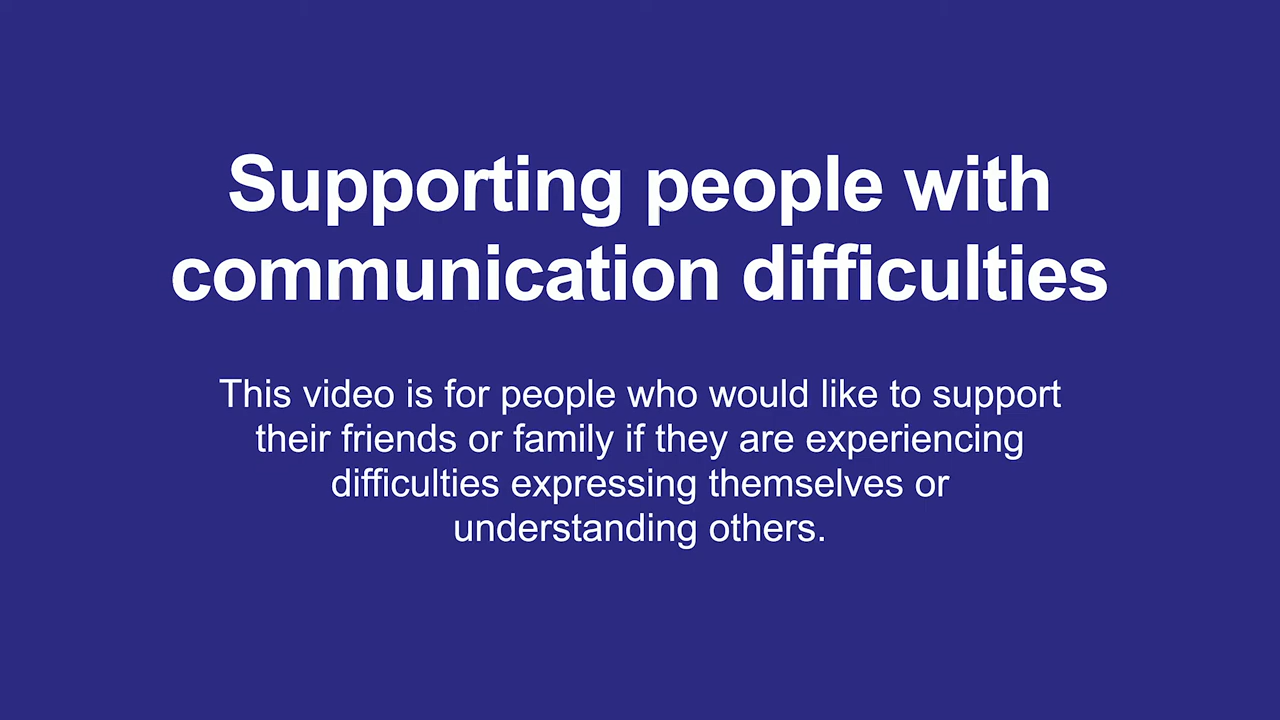 Supporting people with
communication difficulties
This video is for people who would like to support
their friends or family if they are experiencing
difficulties expressing themselves or
understanding others.